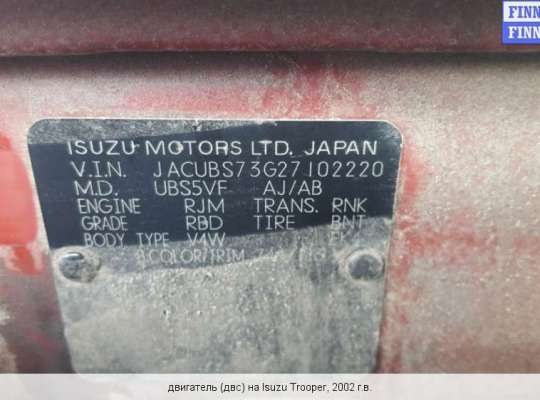 FINN
FINN
ISUZU MOTORS LTD. JAPAN
V.I.N. JACUBS73G27102220
M.D. UBS5VF AJ/AB
ENGINE RJM TRANS. RNK
GRADE RBD TIRE BNT
BODY TYPE V4W
B.COLOR/TRIM
двигатель (двс) на Isuzu Trooper, 2002 г.в.